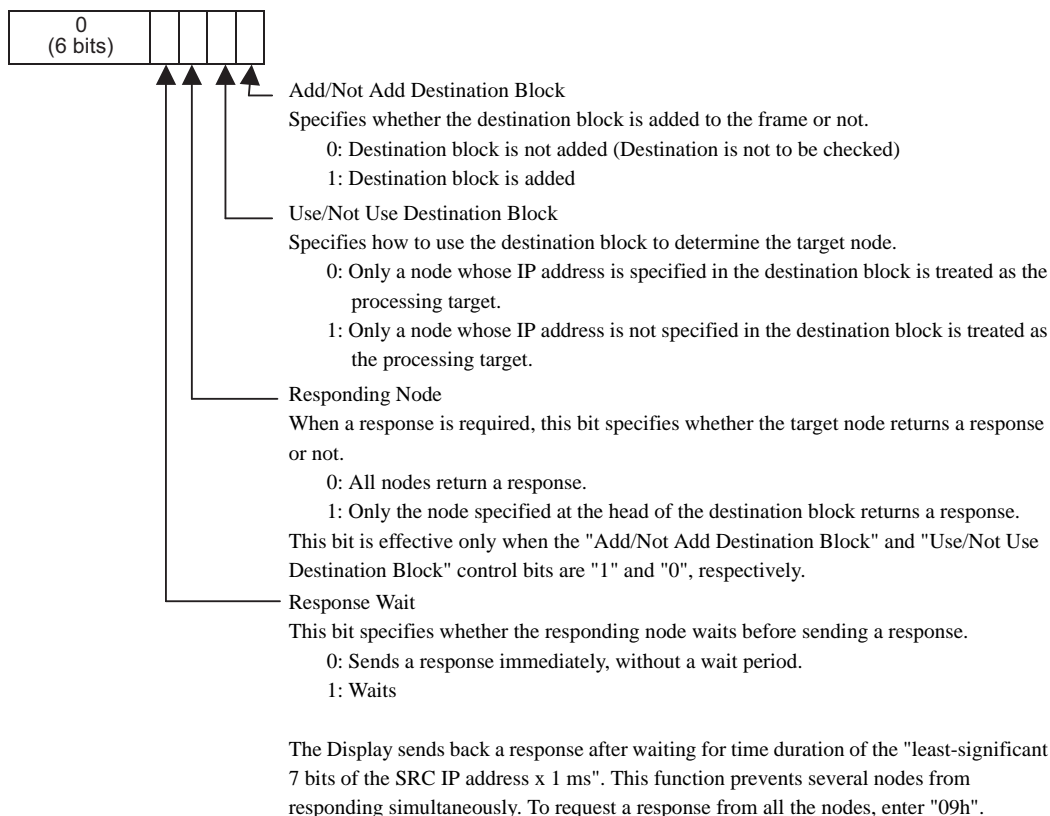 0
(6 bits)
Add/Not Add Destination Block
Specifies whether the destination block is added to the frame or not.
0: Destination block is not added (Destination is not to be checked)
1: Destination block is added
Use/Not Use Destination Block
Specifies how to use the destination block to determine the target node.
0: Only a node whose IP address is specified in the destination block is treated as the
processing target.
1: Only a node whose IP address is not specified in the destination block is treated as
the processing target.
Responding Node
When a response is required, this bit specifies whether the target node returns a response
or not.
0: All nodes return a response.
1: Only the node specified at the head of the destination block returns a response.
This bit is effective only when the "Add/Not Add Destination Block" and "Use/Not Use
Destination Block" control bits are "1" and "0", respectively.
Response Wait
This bit specifies whether the responding node waits before sending a response.
0: Sends a response immediately, without a wait period.
1: Waits
The Display sends back a response after waiting for time duration of the "least-significant
7 bits of the SRC IP address x 1 ms". This function prevents several nodes from
responding simultaneously. To request a response from all the nodes, enter "09h".